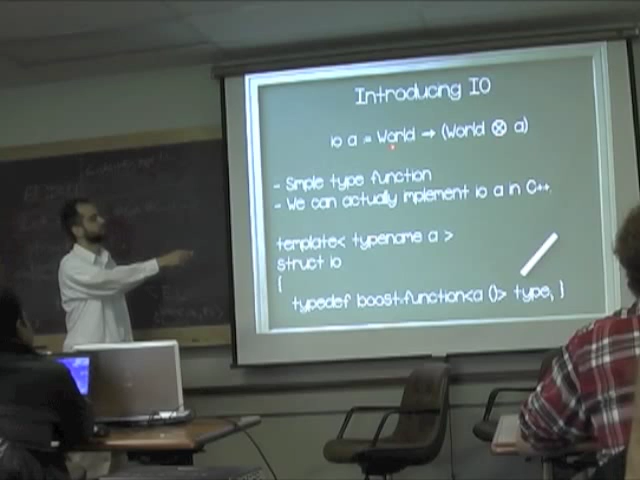 Introducing IO
io a = World → (World ⊗ a)
- Simple type function
- We can actually implement io a in C++.
template< typename a >
struct io
{
typedef boost::function<a ()> type; }